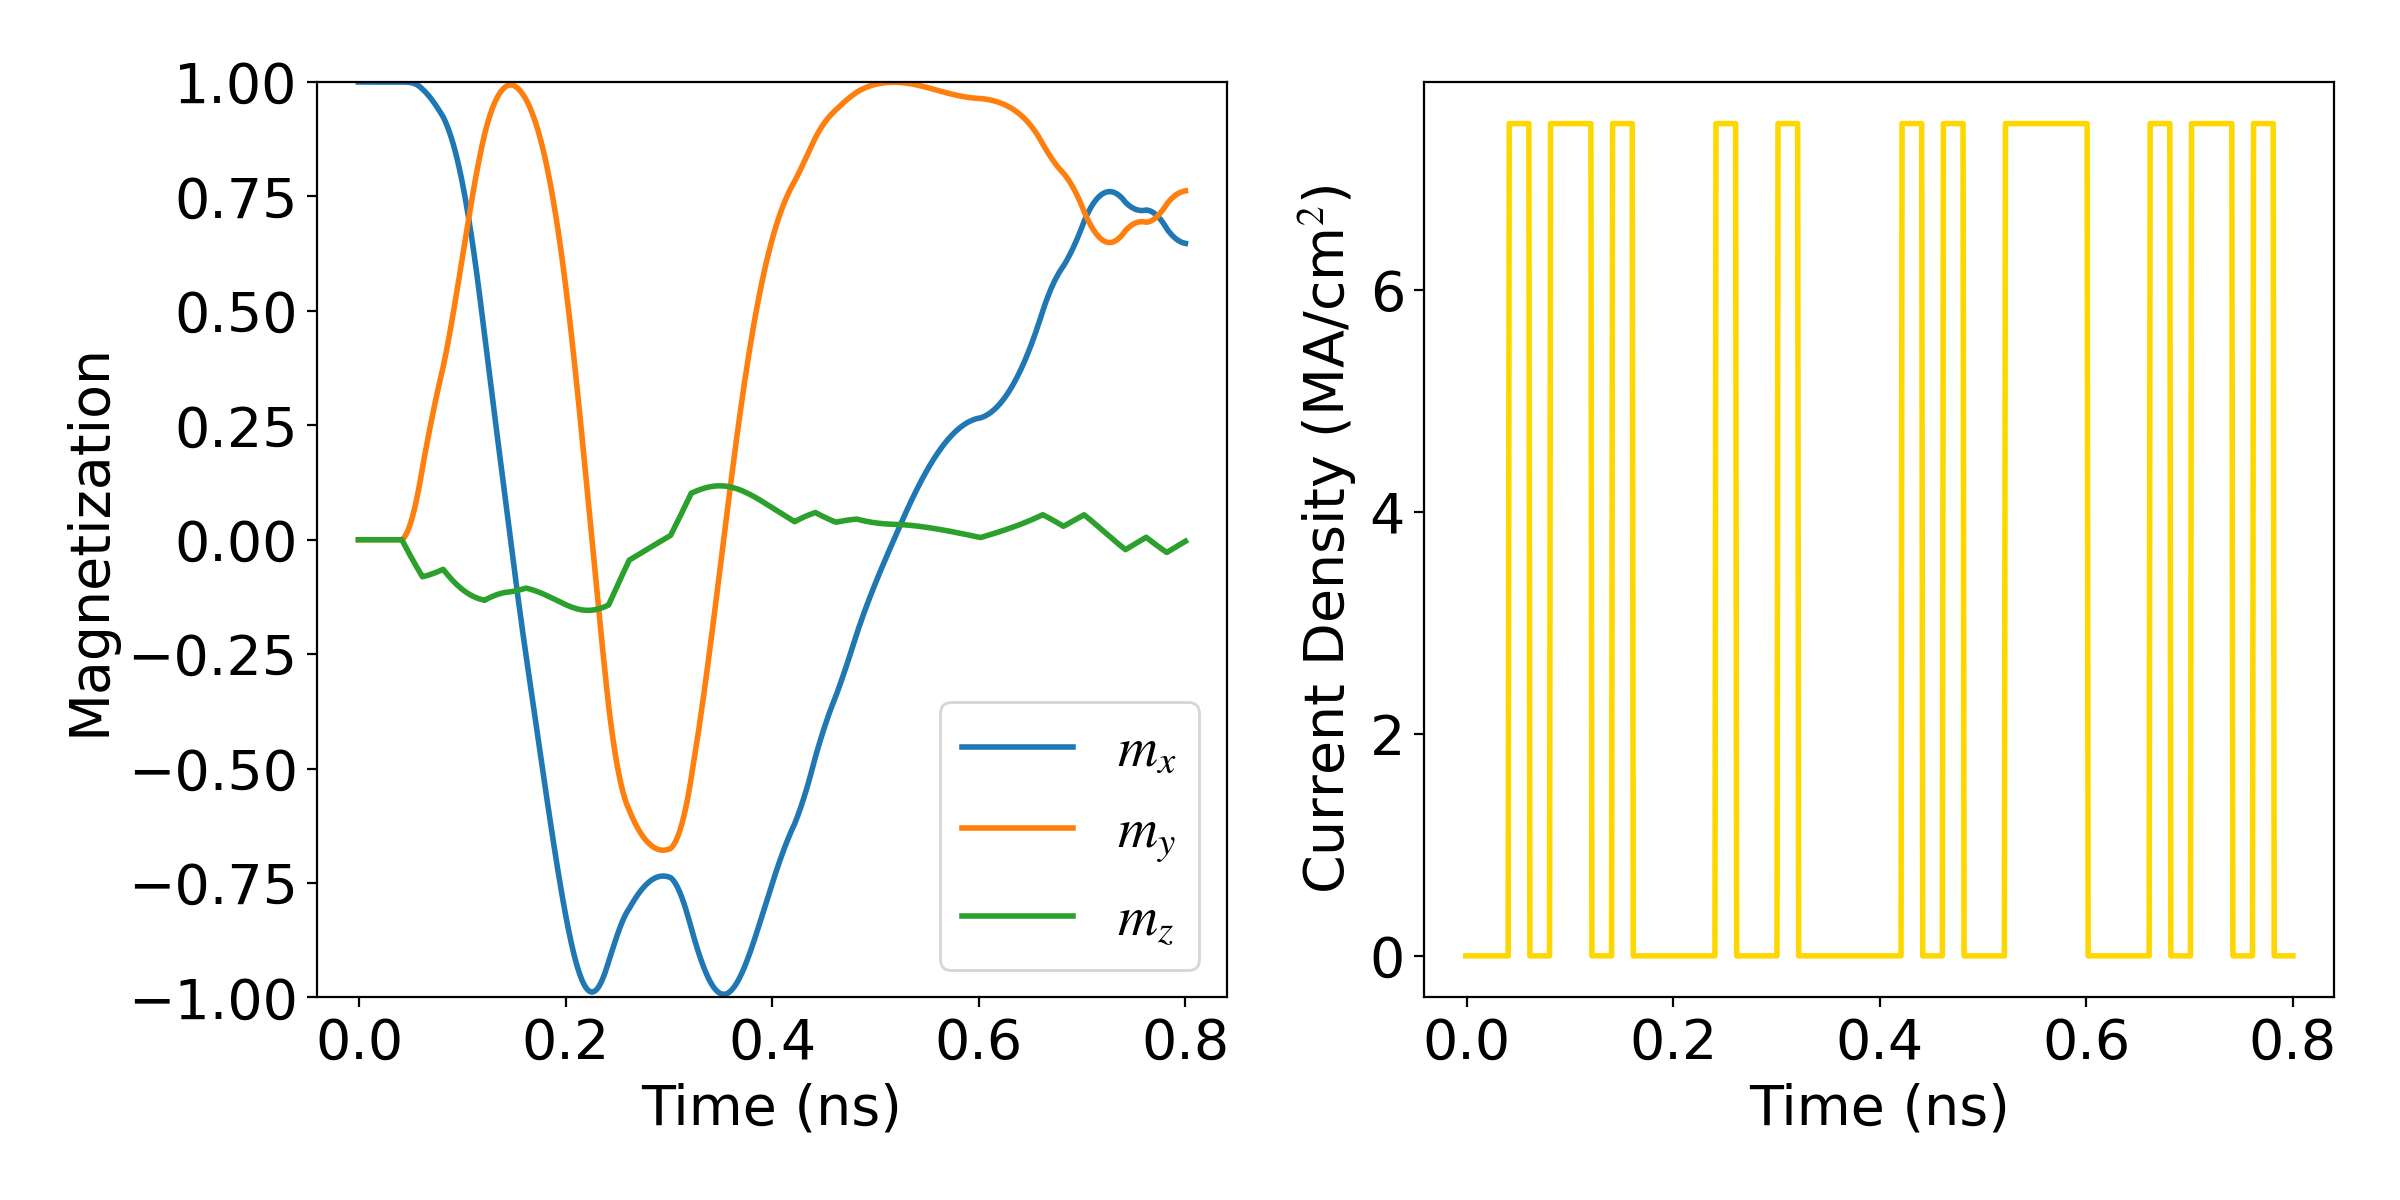 Magnetization
1.00
0.75
0.50
0.25
0.00
−0.25
−0.50
−0.75
−1.00
0.0 0.2 0.4 0.6 0.8
Time (ns)
m_x
m_y
m_z
Current Density (MA/cm²)
6
4
2
0
0.0 0.2 0.4 0.6 0.8
Time (ns)